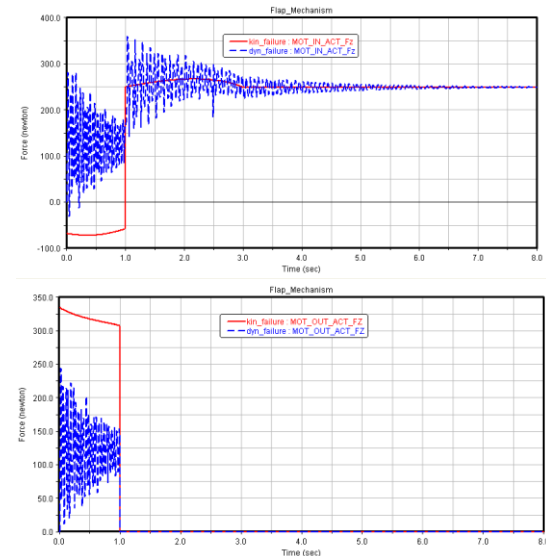 Flap_Mechanism
400.0
kin_failure : MOT_IN_ACT_Fz
dyn_failure : MOT_IN_ACT_Fz
300.0
200.0
Force (newton)
100.0
0.0
-100.0
0.0 1.0 2.0 3.0 4.0 5.0 6.0 7.0 8.0
Time (sec)
Flap_Mechanism
350.0
kin_failure : MOT_OUT_ACT_FZ
dyn_failure : MOT_OUT_ACT_FZ
300.0
250.0
200.0
Force (newton)
150.0
100.0
50.0
0.0
0.0 1.0 2.0 3.0 4.0 5.0 6.0 7.0 8.0
Time (sec)